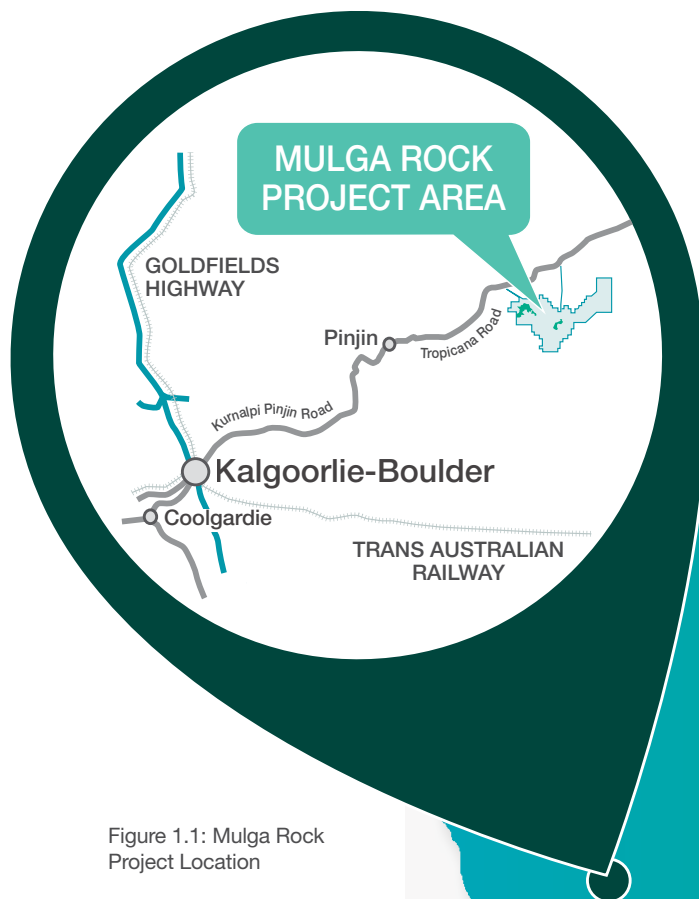 MULGA ROCK
PROJECT AREA
GOLDFIELDS
HIGHWAY
Pinjin
Tropicana Road
Kurnalpi Pinjin Road
Kalgoorlie-Boulder
Coolgardie
TRANS AUSTRALIAN
RAILWAY
Figure 1.1: Mulga Rock
Project Location